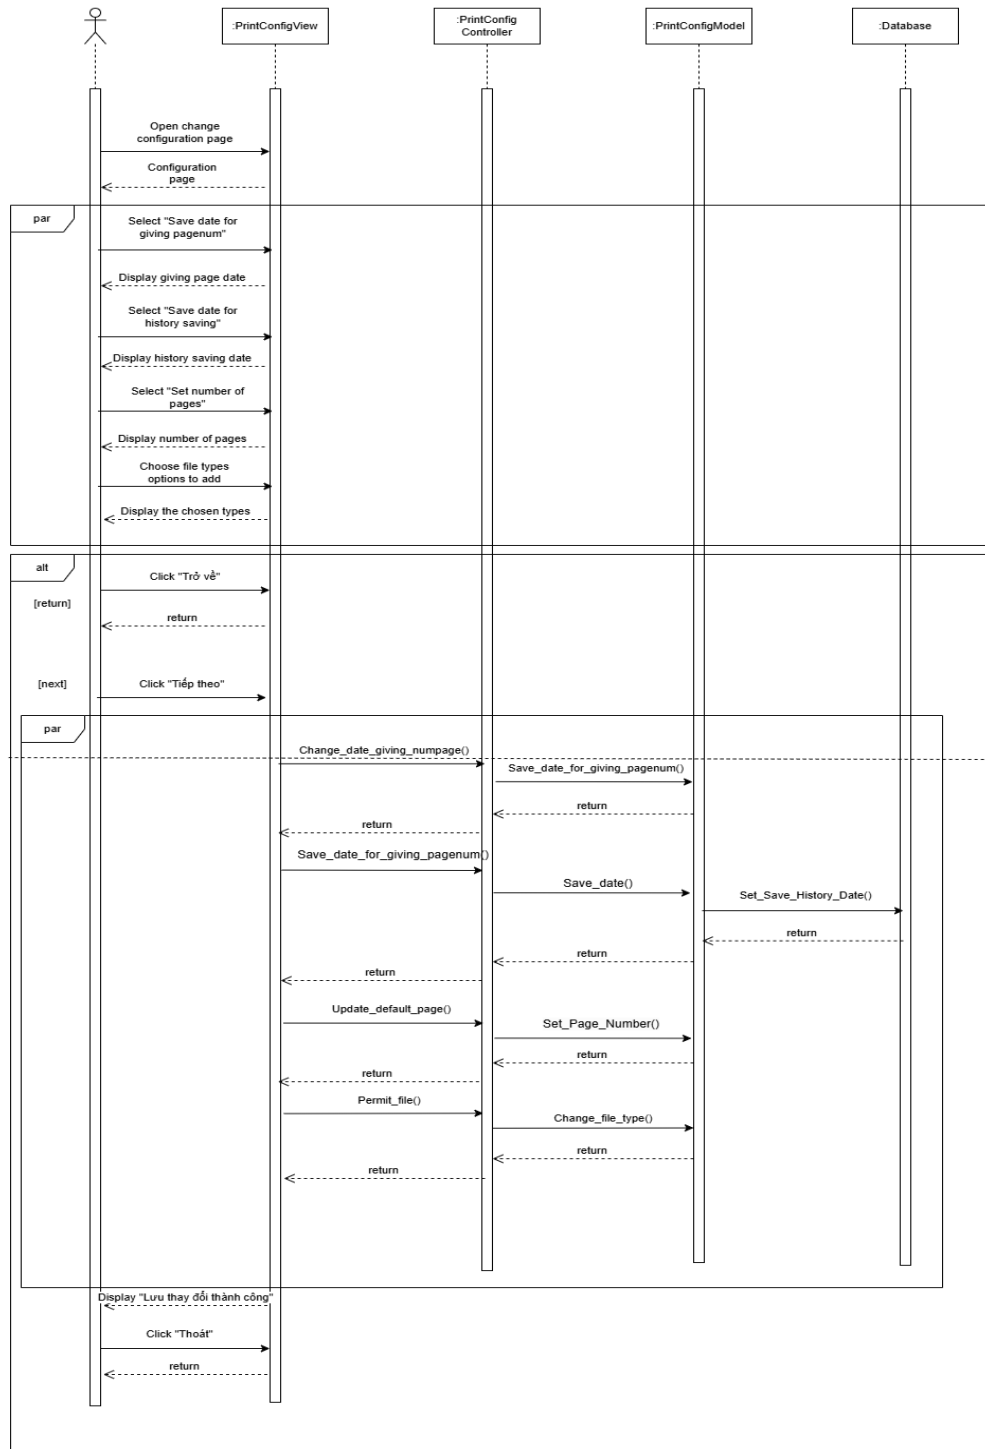 :PrintConfigView
:PrintConfig
Controller
:PrintConfigModel
:Database
Open change
configuration page
Configuration
page
par
Select "Save date for
giving pagenum"
Display giving page date
Select "Save date for
history saving"
Display history saving date
Select "Set number of
pages"
Display number of pages
Choose file types
options to add
Display the chosen types
alt
Click "Trở về"
[return]
return
[next]
Click "Tiếp theo"
par
Change_date_giving_numpage()
Save_date_for_giving_pagenum()
return
return
Save_date_for_giving_pagenum()
Save_date()
Set_Save_History_Date()
return
return
return
Update_default_page()
Set_Page_Number()
return
return
Permit_file()
Change_file_type()
return
return
Display "Lưu thay đổi thành công"
Click "Thoát"
return